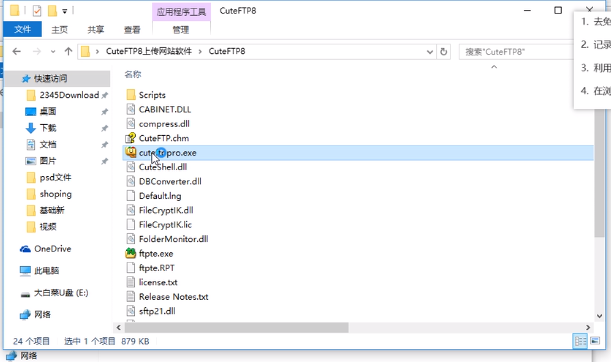 应用程序工具 CuteFTP8
文件 主页 共享 查看 管理
CuteFTP8上传网站软件 > CuteFTP8
搜索"CuteFTP8"
1. 去免
2. 记录
3. 利用
4. 在浏
快速访问
2345Download
桌面
下载
文档
图片
psd文件
shoping
基础新
视频
OneDrive
此电脑
大白菜U盘 (E:)
网络
名称
Scripts
CABINET.DLL
compress.dll
CuteFTP.chm
cuteftppro.exe
CuteShell.dll
DBConverter.dll
Default.lng
FileCryptIK.dll
FileCryptIK.lic
FolderMonitor.dll
ftpte.exe
ftpte.RPT
license.txt
Release Notes.txt
sftp21.dll
24 个项目 选中 1 个项目 879 KB
网络